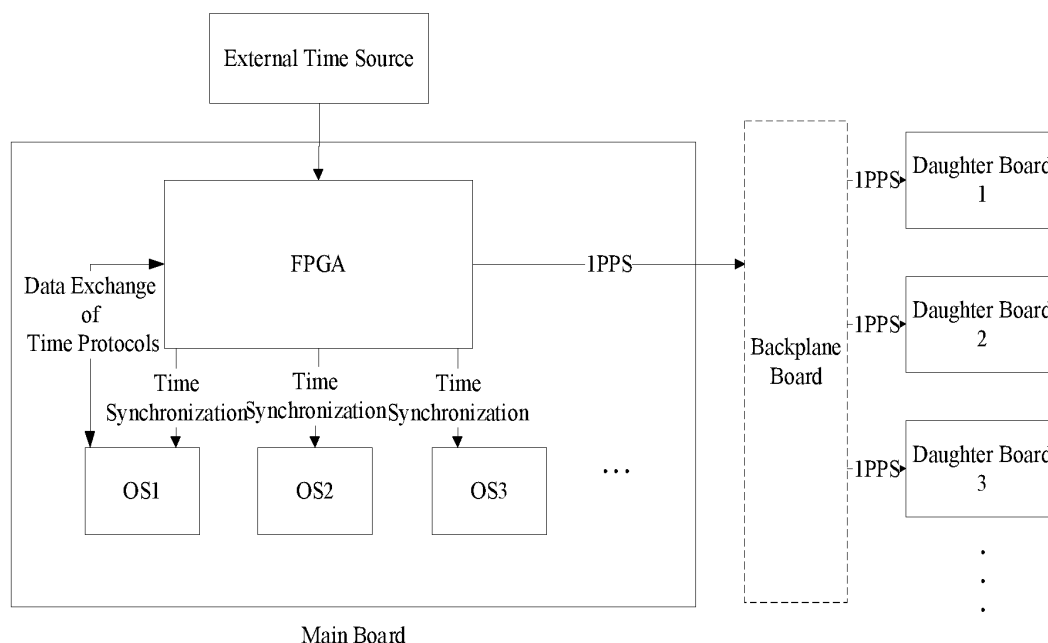 External Time Source
FPGA
1PPS
Data Exchange
of
Time Protocols
Time
Synchronization
Time
Synchronization
Time
Synchronization
OS1
OS2
OS3
...
Main Board
Backplane
Board
1PPS
Daughter Board
1
1PPS
Daughter Board
2
1PPS
Daughter Board
3
...